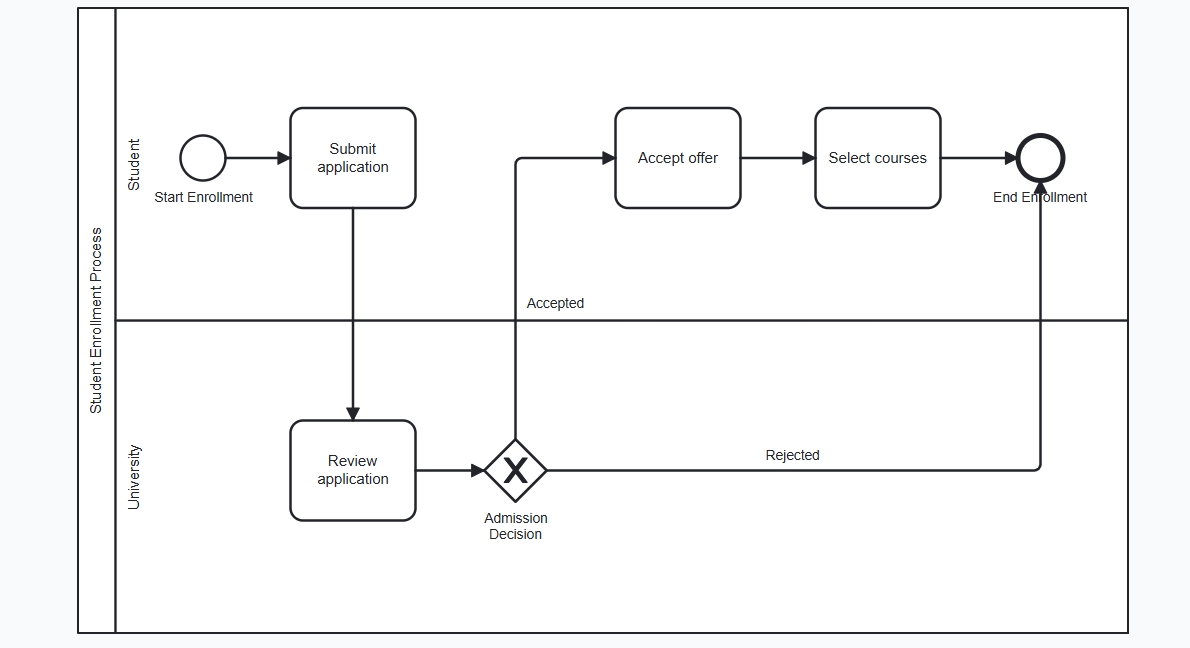 Student Enrollment Process
Student
Start Enrollment
Submit
application
Accept offer
Select courses
End Enrollment
Accepted
University
Review
application
X
Admission
Decision
Rejected